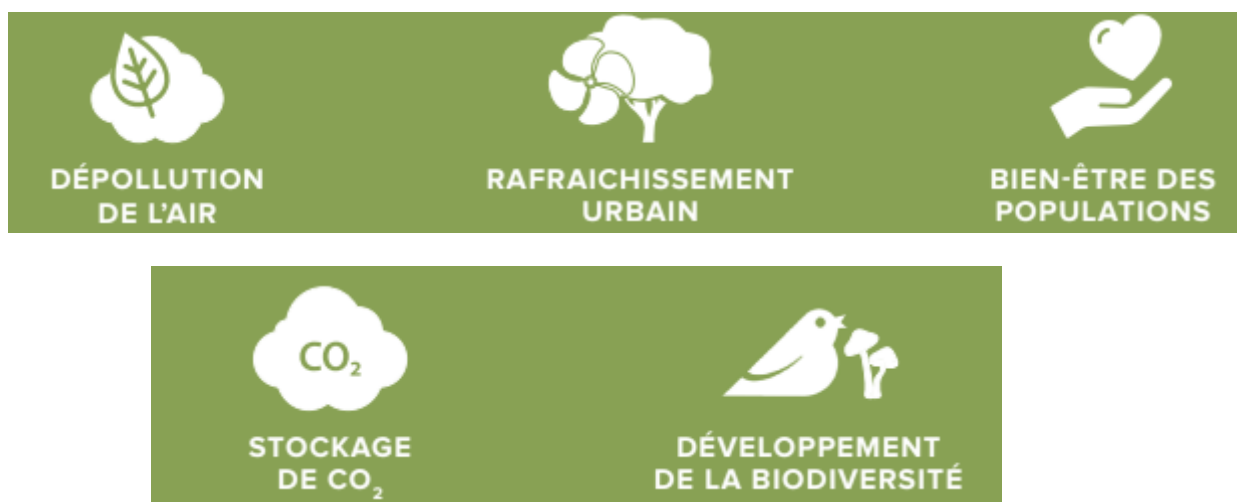 DÉPOLLUTION
DE L’AIR
RAFRAICHISSEMENT
URBAIN
BIEN-ÊTRE DES
POPULATIONS
CO₂
STOCKAGE
DE CO₂
DÉVELOPPEMENT
DE LA BIODIVERSITÉ